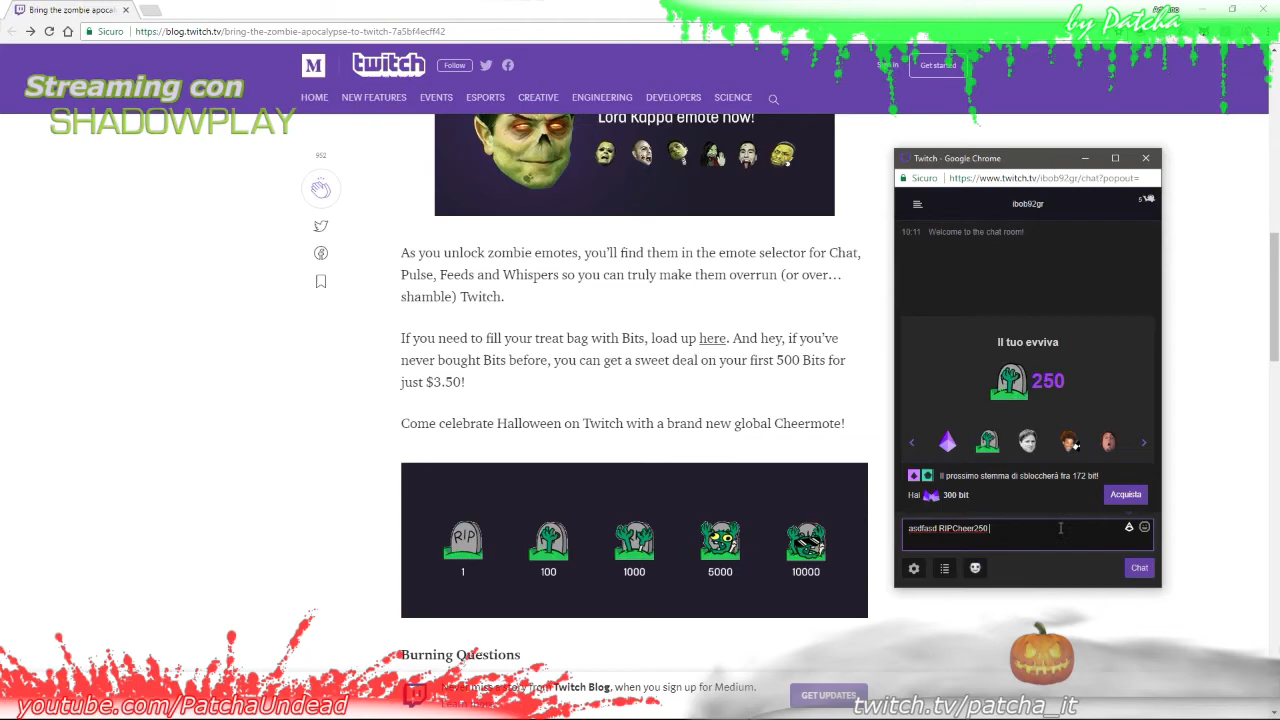 Bring the zombie apocal
by Patcha
Sicuro
https://blog.twitch.tv/bring-the-zombie-apocalypse-to-twitch-7a5bf4ecff42
Streaming con
SHADOWPLAY
M
twitch
Follow
Get started
HOME
NEW FEATURES
EVENTS
ESPORTS
CREATIVE
ENGINEERING
DEVELOPERS
SCIENCE
Lord Kappa emote now!
952
As you unlock zombie emotes, you’ll find them in the emote selector for Chat,
Pulse, Feeds and Whispers so you can truly make them overrun (or over…
shamble) Twitch.
If you need to fill your treat bag with Bits, load up here. And hey, if you’ve
never bought Bits before, you can get a sweet deal on your first 500 Bits for
just $3.50!
Come celebrate Halloween on Twitch with a brand new global Cheermote!
RIP
1
100
1000
5000
10000
Burning Questions
Never miss a story from Twitch Blog, when you sign up for Medium.
GET UPDATES
Twitch - Google Chrome
Sicuro
https://www.twitch.tv/ibob92gr/chat?popout=
ibob92gr
10:11 Welcome to the chat room!
Il tuo evviva
250
Il prossimo stemma di sbloccherà fra 172 bit!
Hai 300 bit
Acquista
asdfasd RIPCheer250
Chat
youtube.com/PatchaUndead
twitch.tv/patcha_it